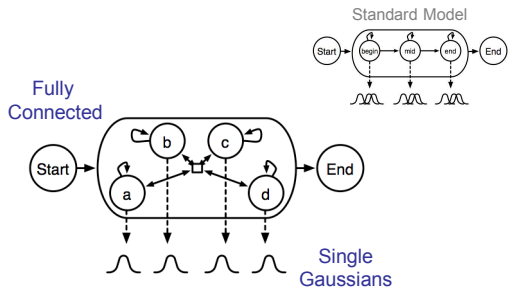 Standard Model
Start
begin
mid
end
End
Fully
Connected
Start
b
c
a
d
End
Single
Gaussians